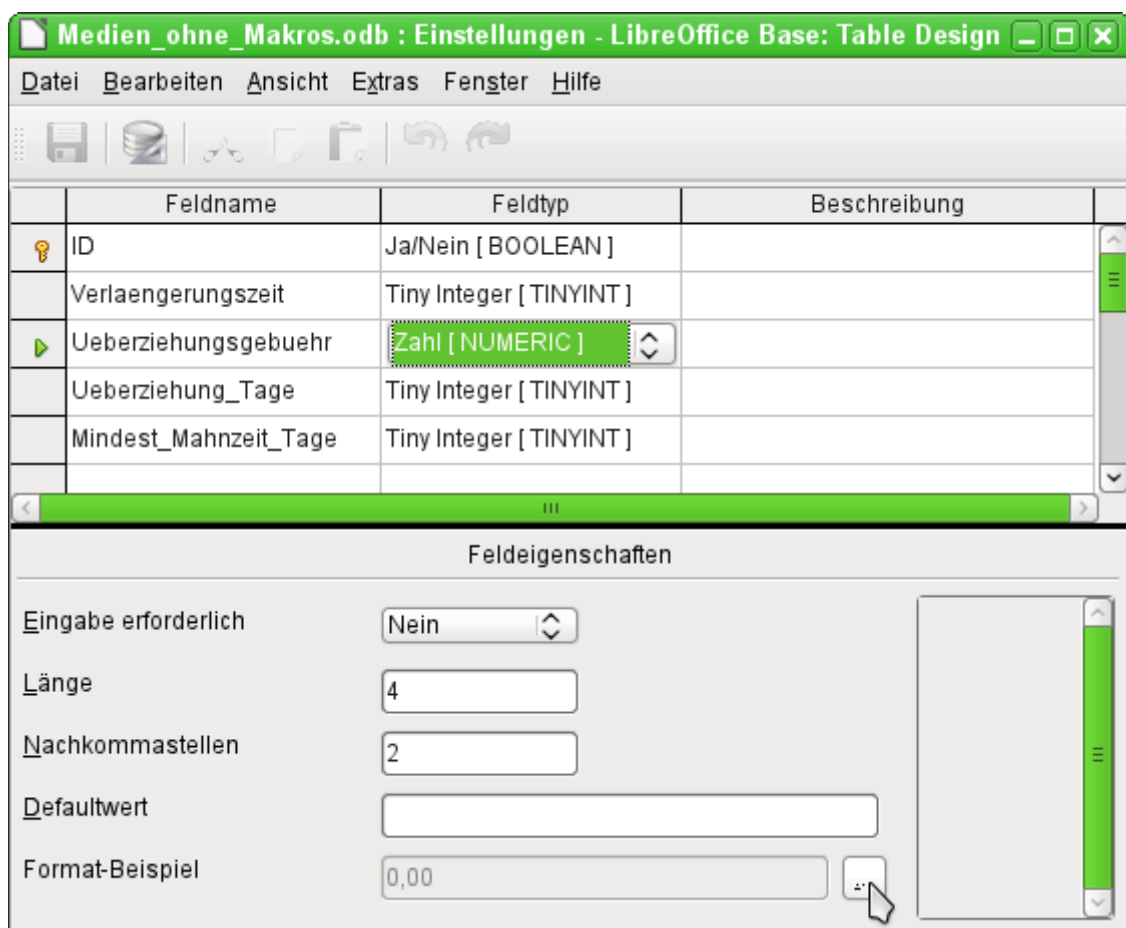 Medien_ohne_Makros.odb : Einstellungen - LibreOffice Base: Table Design
Datei Bearbeiten Ansicht Extras Fenster Hilfe
Feldname Feldtyp Beschreibung
ID Ja/Nein [ BOOLEAN ]
Verlaengerungszeit Tiny Integer [ TINYINT ]
Ueberziehungsgebuehr Zahl [ NUMERIC ]
Ueberziehung_Tage Tiny Integer [ TINYINT ]
Mindest_Mahnzeit_Tage Tiny Integer [ TINYINT ]
Feldeigenschaften
Eingabe erforderlich Nein
Länge 4
Nachkommastellen 2
Defaultwert
Format-Beispiel 0,00 ...